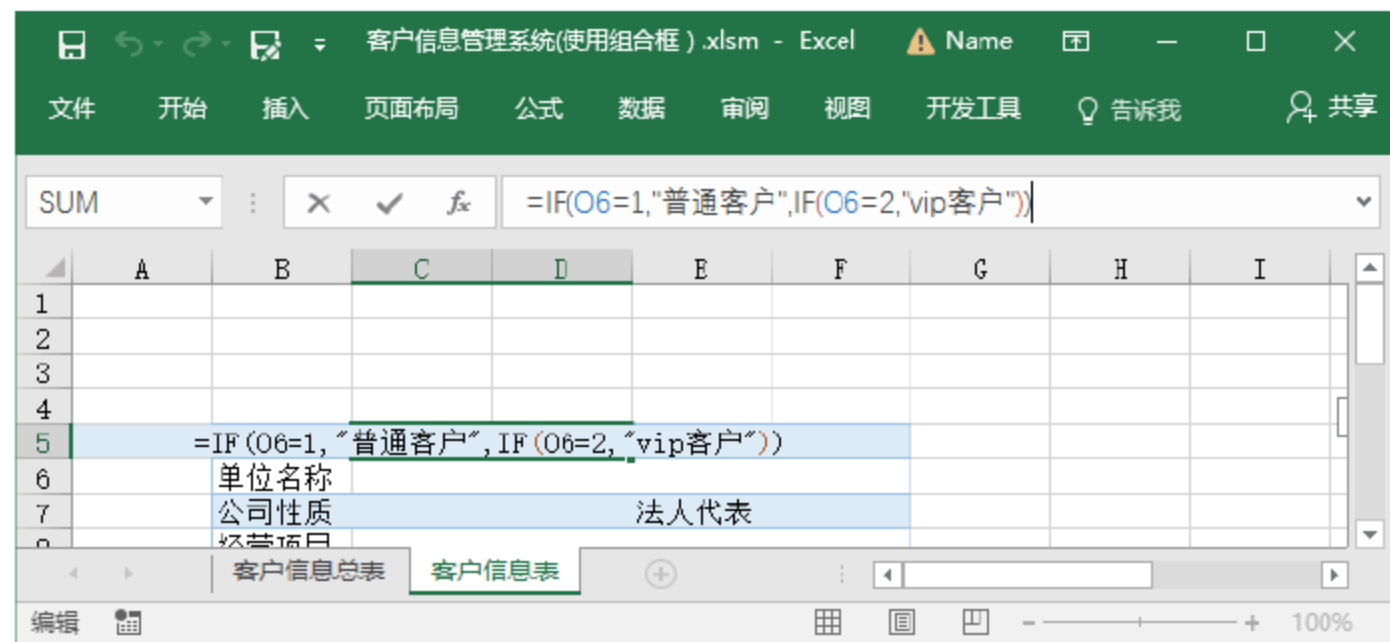 客户信息管理系统(使用组合框 ) .xlsm - Excel Name
文件 开始 插入 页面布局 公式 数据 审阅 视图 开发工具 告诉我 共享
SUM fx =IF(O6=1,"普通客户",IF(O6=2,"vip客户"))
A B C D E F G H I
1
2
3
4
5 =IF(O6=1,"普通客户",IF(O6=2,"vip客户"))
6 单位名称
7 公司性质 法人代表
经营项目
客户信息总表 客户信息表
编辑 100%